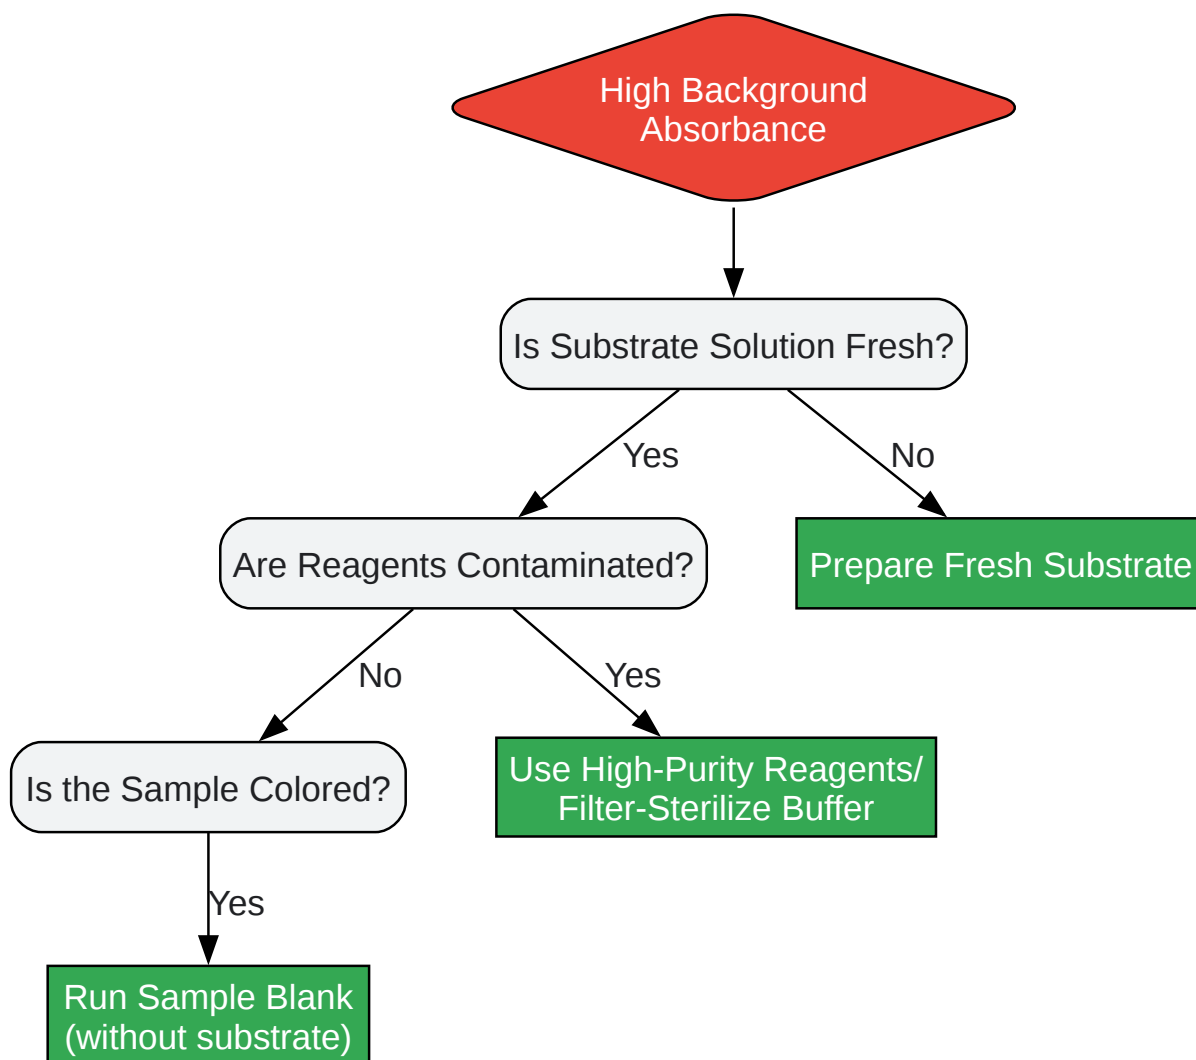 High Background
Absorbance
Is Substrate Solution Fresh?
Yes
No
Are Reagents Contaminated?
Prepare Fresh Substrate
No
Yes
Is the Sample Colored?
Use High-Purity Reagents/
Filter-Sterilize Buffer
Yes
Run Sample Blank
(without substrate)